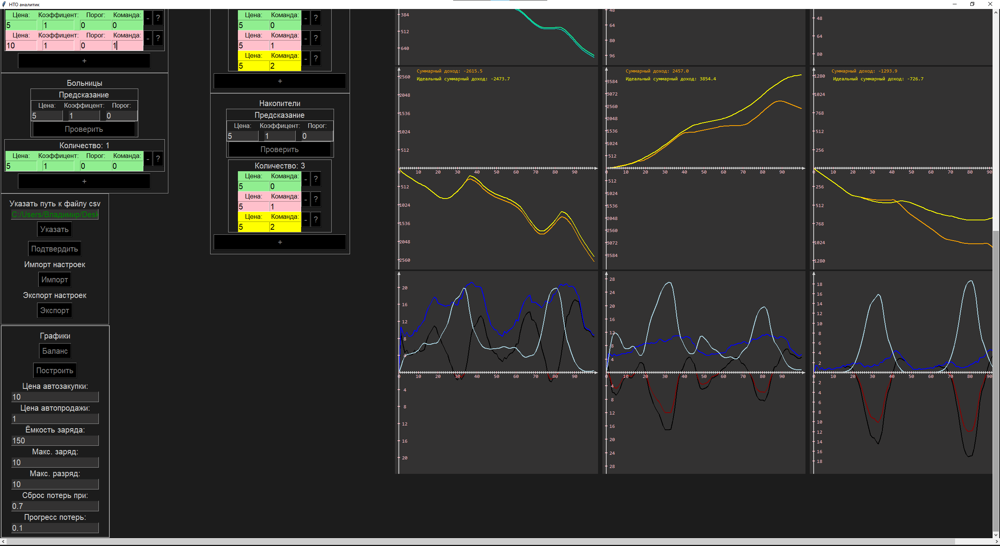 НТО аналитик
Цена: Коэффицент: Порог: Команда:
5 1 0 0 - ?
Цена: Коэффицент: Порог: Команда:
10 1 0 1 - ?
+
Больницы
Предсказание
Цена: Коэффицент: Порог:
5 1 0
Проверить
Количество: 1
Цена: Коэффицент: Порог: Команда:
5 1 0 0 - ?
+
Указать путь к файлу csv
C:/Users/Владимир/Desk
Указать
Подтвердить
Импорт настроек
Импорт
Экспорт настроек
Экспорт
Графики
Баланс
Построить
Цена автозакупки:
10
Цена автопродажи:
1
Ёмкость заряда:
150
Макс. заряд:
10
Макс. разряд:
10
Сброс потерь при:
0.7
Прогресс потерь:
0.1
Цена: Команда:
5 0 - ?
Цена: Команда:
5 1 - ?
Цена: Команда:
5 2 - ?
+
Накопители
Предсказание
Цена: Коэффицент: Порог:
5 1 0
Проверить
Количество: 3
Цена: Команда:
5 0 - ?
Цена: Команда:
5 1 - ?
Цена: Команда:
5 2 - ?
+
384
512
640
48
64
80
96
48
64
80
Суммарный доход: -2615.5
Идеальный суммарный доход: -2473.7
2560
2048
1536
1024
512
0 10 20 30 40 50 60 70 80 90
512
1024
1536
2048
2560
Суммарный доход: 2457.0
Идеальный суммарный доход: 3854.4
3584
3072
2560
2048
1536
1024
512
0 10 20 30 40 50 60 70 80 90
512
1024
1536
2048
2560
3072
3584
Суммарный доход: -1293.9
Идеальный суммарный доход: -726.7
1280
1024
768
512
256
0 10 20 30 40 50 60 70 80 90
256
512
768
1024
1280
20
16
12
8
4
0 10 20 30 40 50 60 70 80 90
4
8
12
16
20
28
24
20
16
12
8
4
0 10 20 30 40 50 60 70 80 90
4
8
12
16
20
24
28
18
16
14
12
10
8
6
4
2
0 10 20 30 40 50 60 70 80 90
2
4
6
8
10
12
14
16
18